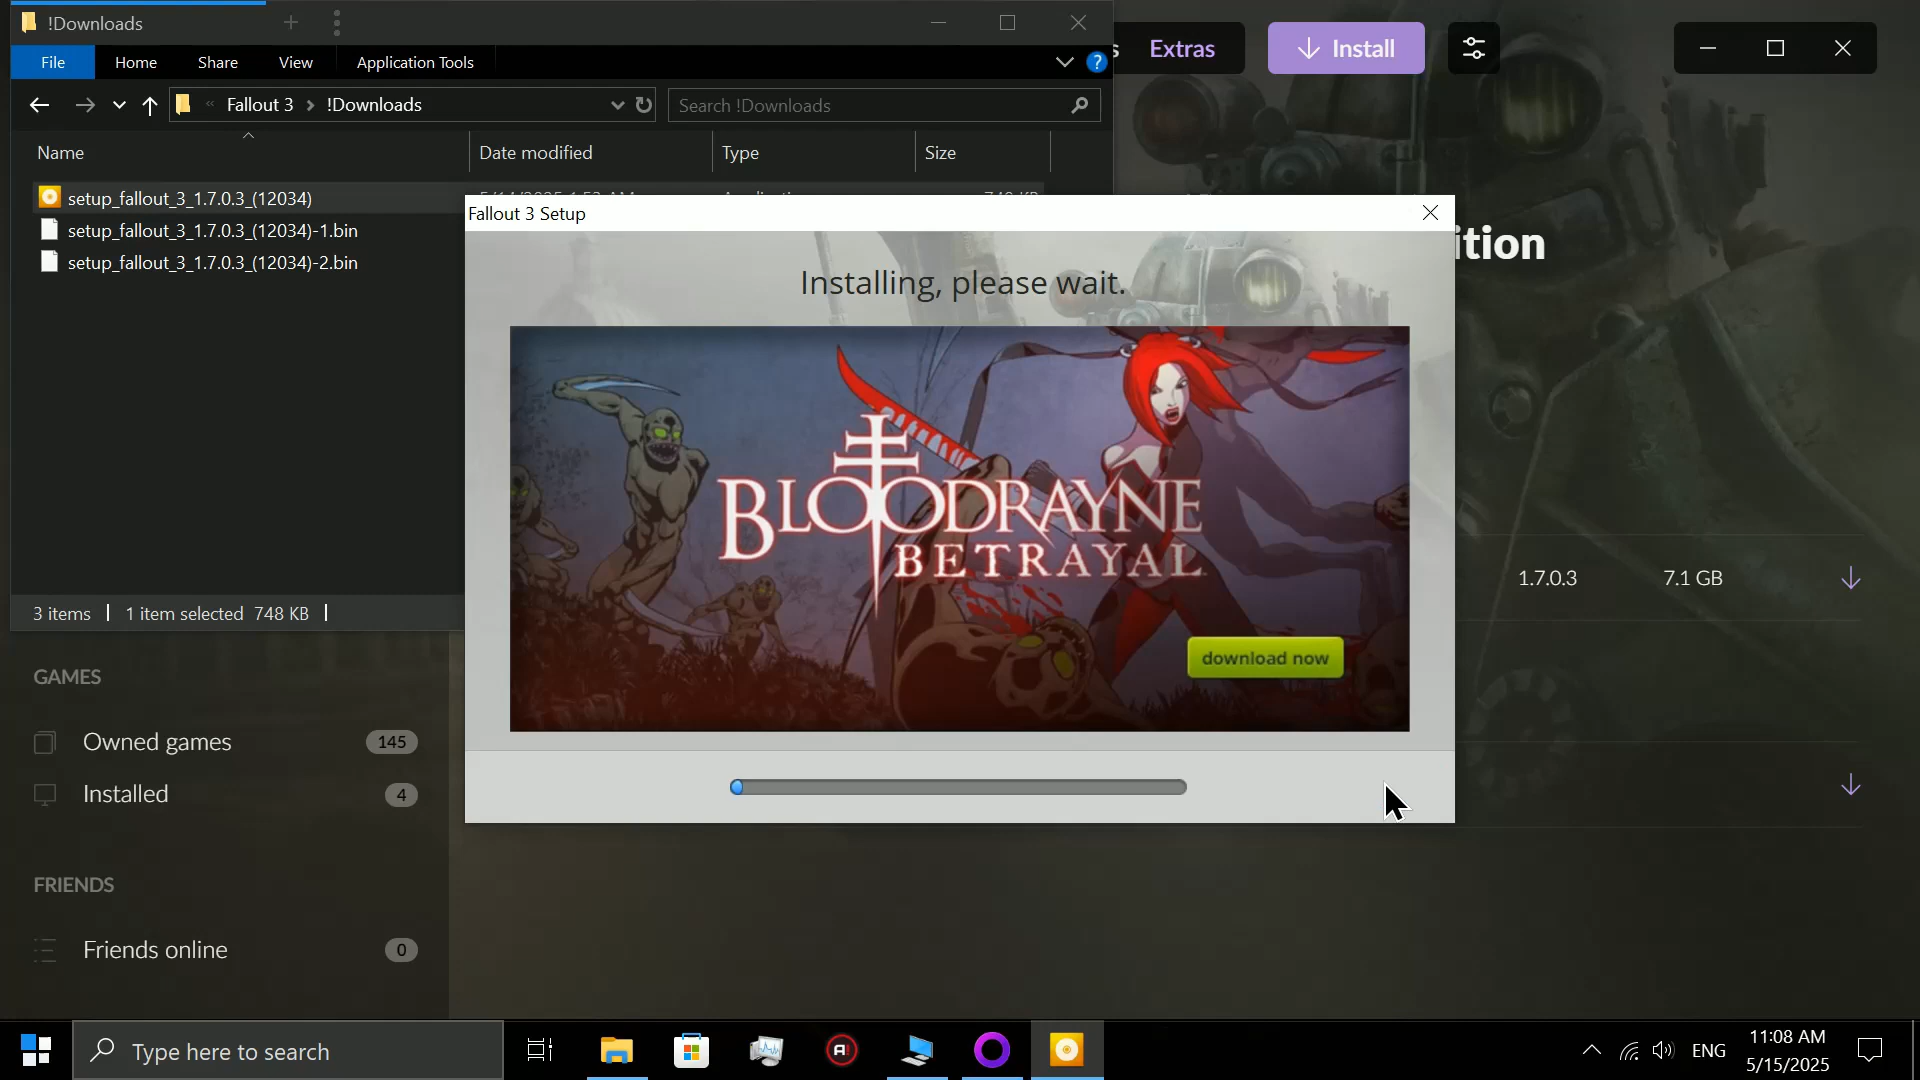 !Downloads
File
Home
Share
View
Application Tools
?
Extras
Install
Fallout 3
!Downloads
Search !Downloads
Name
Date modified
Type
Size
setup_fallout_3_1.7.0.3_(12034)
setup_fallout_3_1.7.0.3_(12034)-1.bin
setup_fallout_3_1.7.0.3_(12034)-2.bin
3 items
1 item selected 748 KB
Fallout 3 Setup
Installing, please wait.
BLOODRAYNE
BETRAYAL
download now
ition
1.7.0.3
7.1 GB
GAMES
Owned games
145
Installed
4
FRIENDS
Friends online
0
Type here to search
A!
ENG
11:08 AM
5/15/2025